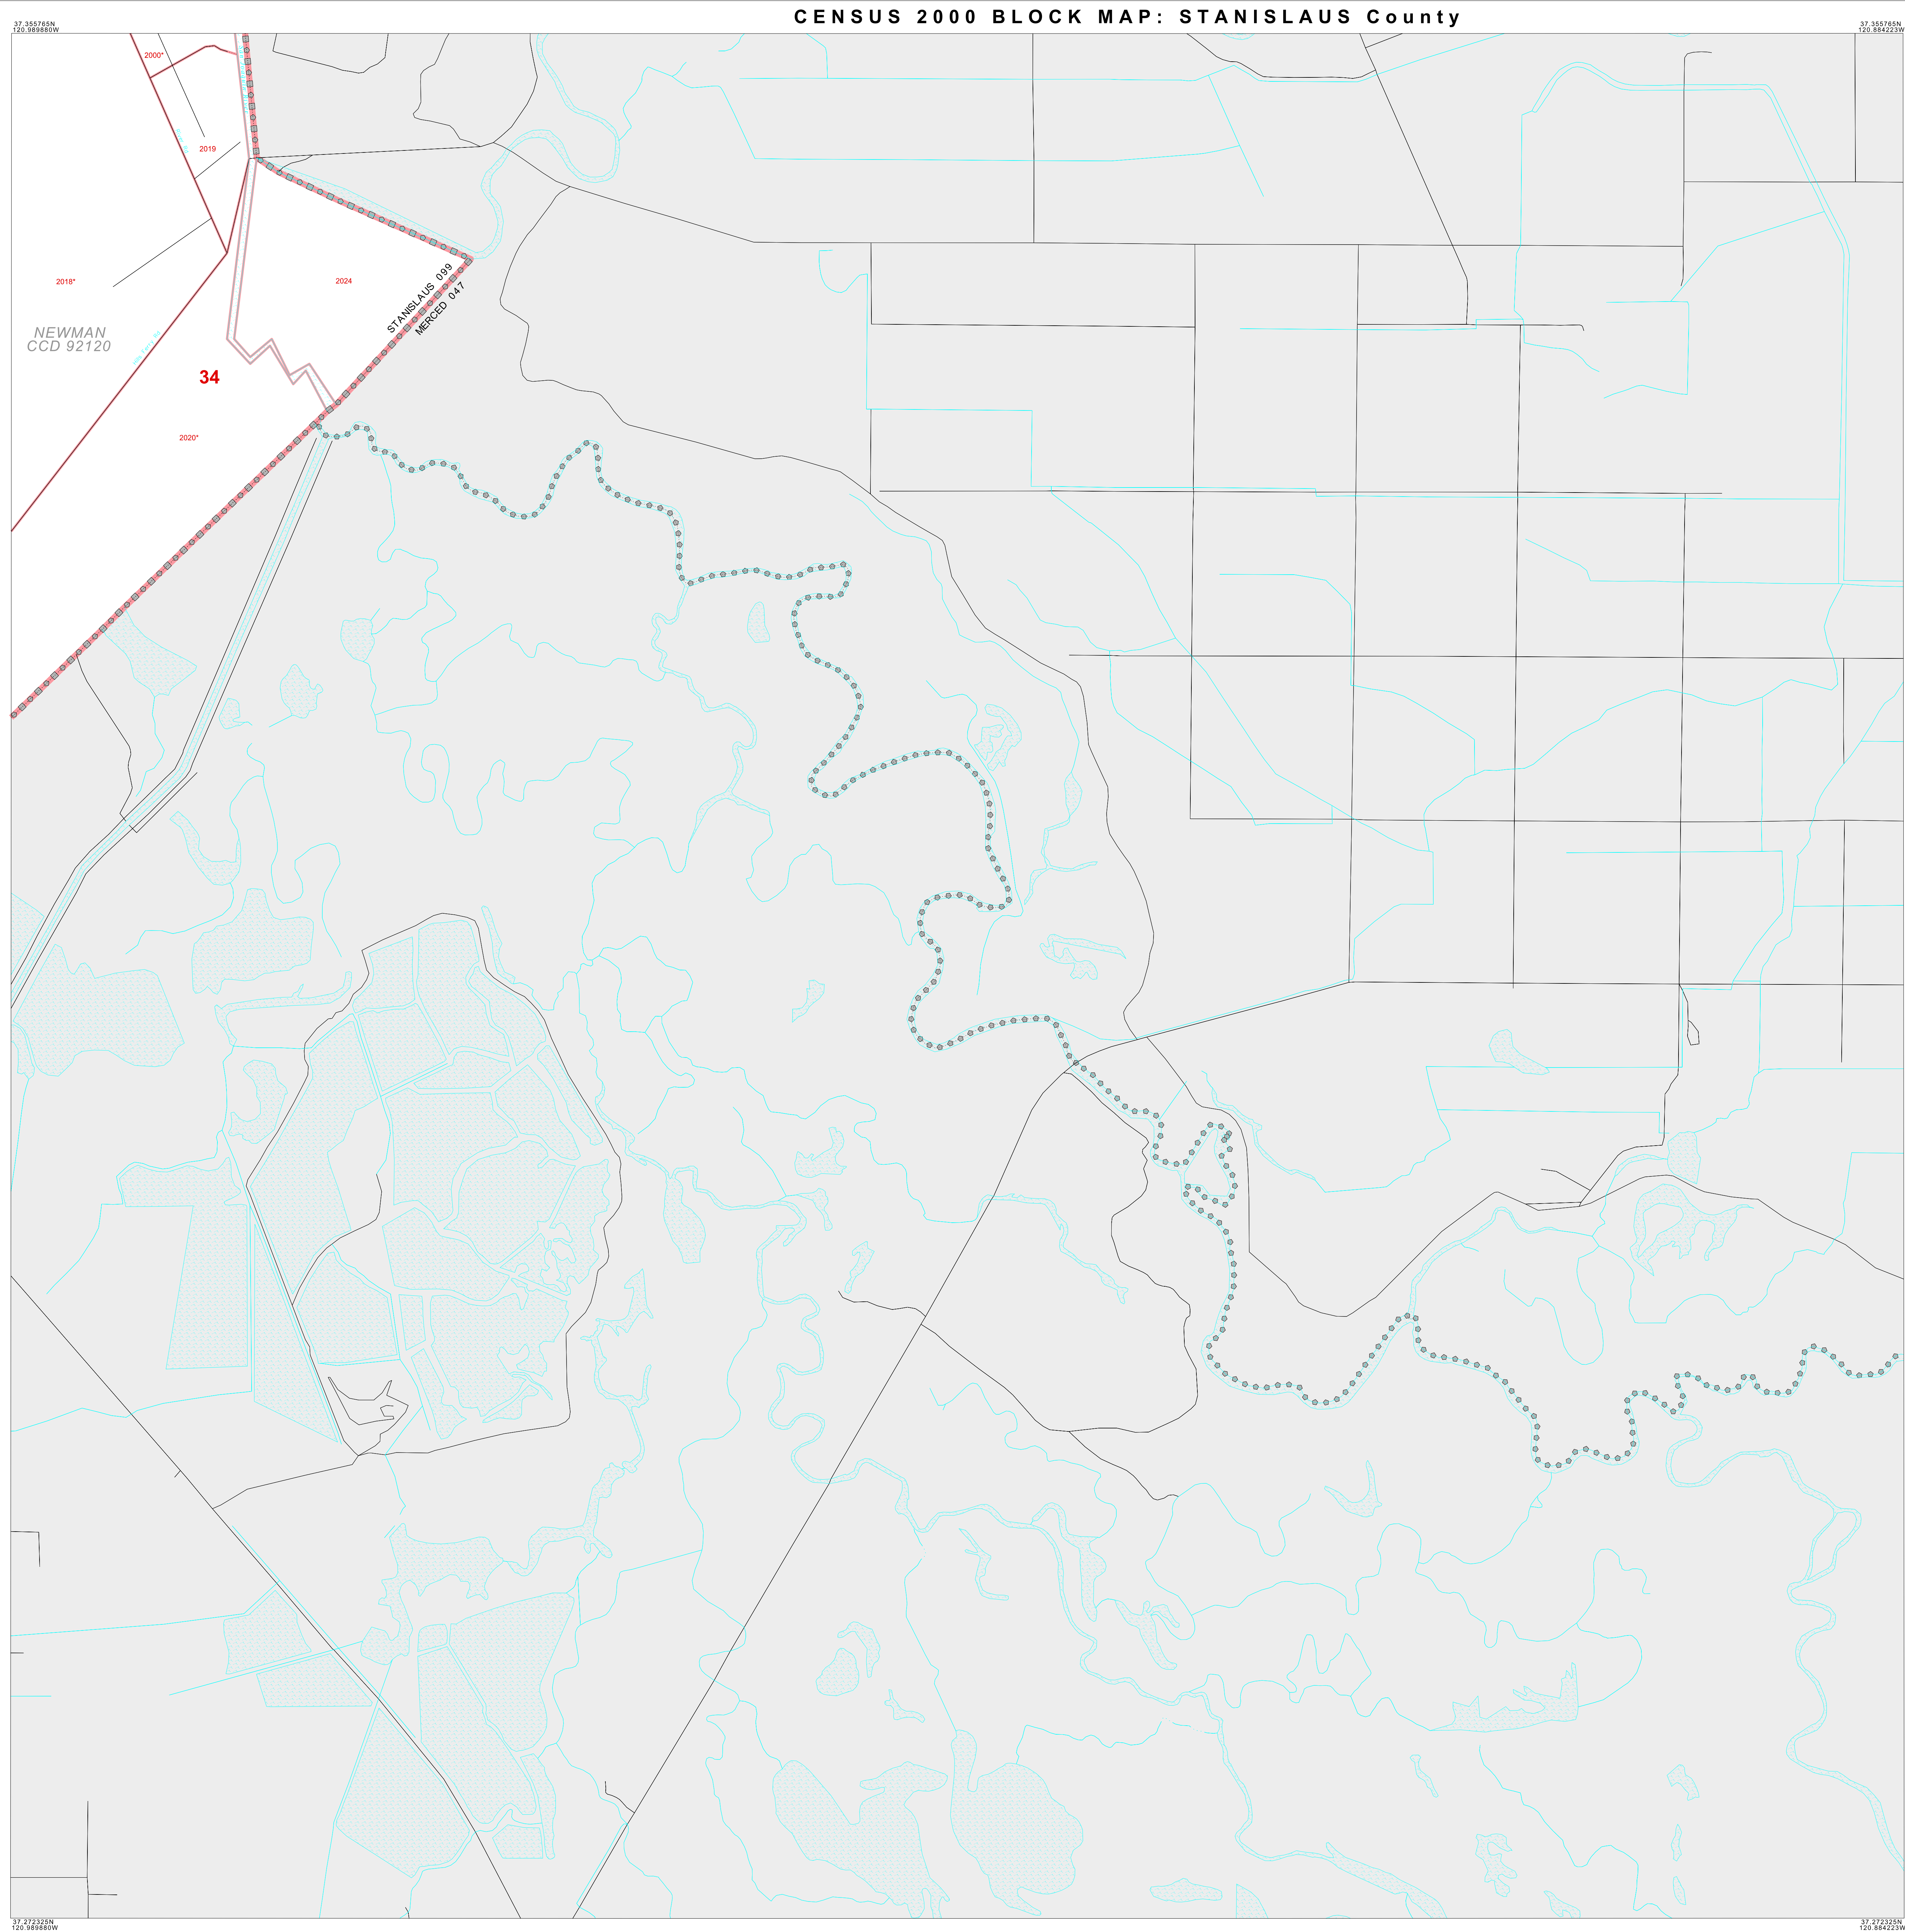 CENSUS 2000 BLOCK MAP: STANISLAUS County
37.355765N
120.989880W
37.355765N
120.884223W
2000*
2019
2018*
2024
STANISLAUS 099
MERCED 047
NEWMAN
CCD 92120
34
2020*
37.272325N
120.989880W
37.272325N
120.884223W